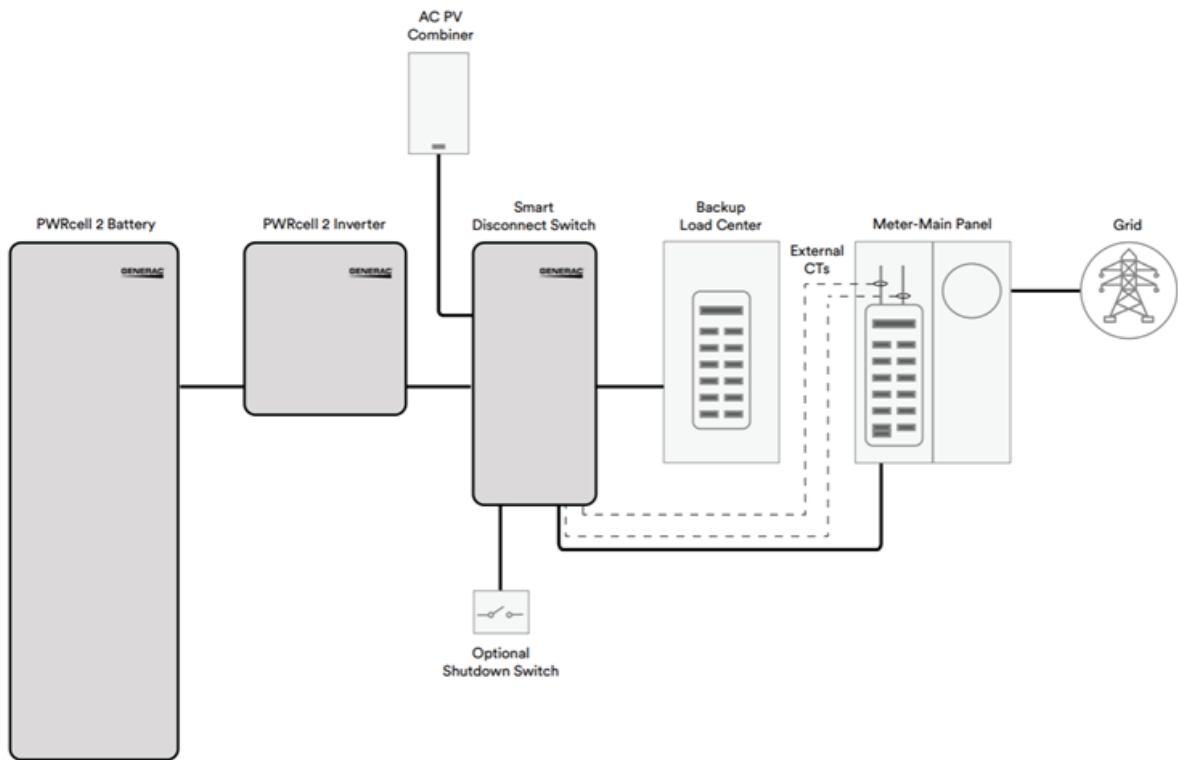 AC PV
Combiner
PWRcell 2 Battery
PWRcell 2 Inverter
Smart
Disconnect Switch
Backup
Load Center
Meter-Main Panel
Grid
External
CTs
GENERAC
GENERAC
GENERAC
Optional
Shutdown Switch